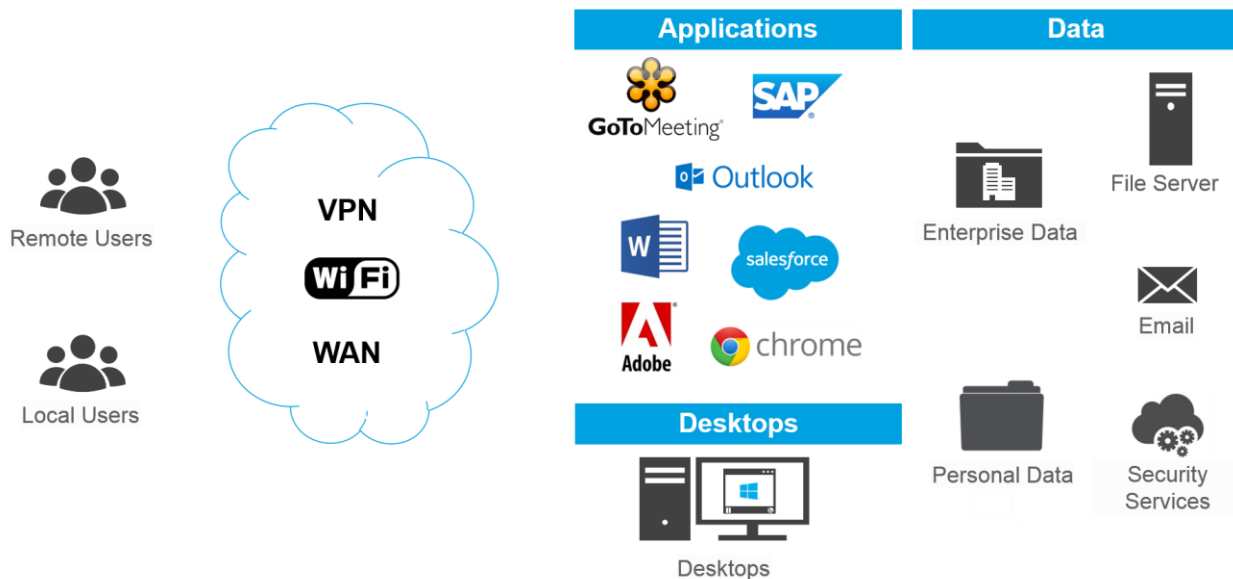 Remote Users
Local Users
VPN
Wi Fi
WAN
Applications
GoToMeeting®
SAP®
Outlook
W
salesforce
Adobe®
chrome
Desktops
Desktops
Data
File Server
Enterprise Data
Email
Personal Data
Security
Services